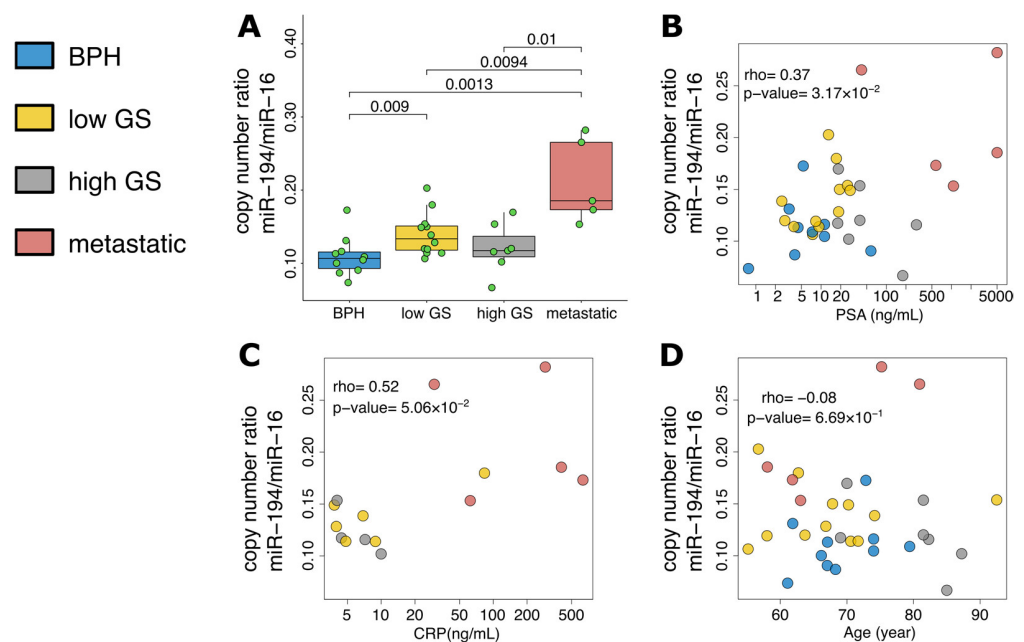 BPH
low GS
high GS
metastatic
A
copy number ratio
miR−194/miR−16
0.40
0.30
0.20
0.10
0.01
0.0094
0.0013
0.009
BPH low GS high GS metastatic
B
copy number ratio
miR−194/miR−16
0.25
0.20
0.15
0.10
rho= 0.37
p−value= 3.17×10⁻²
1 2 5 10 20 100 500 5000
PSA (ng/mL)
C
copy number ratio
miR−194/miR−16
0.25
0.20
0.15
0.10
rho= 0.52
p−value= 5.06×10⁻²
5 10 20 50 100 200 500
CRP(ng/mL)
D
copy number ratio
miR−194/miR−16
0.25
0.20
0.15
0.10
rho= −0.08
p−value= 6.69×10⁻¹
60 70 80 90
Age (year)